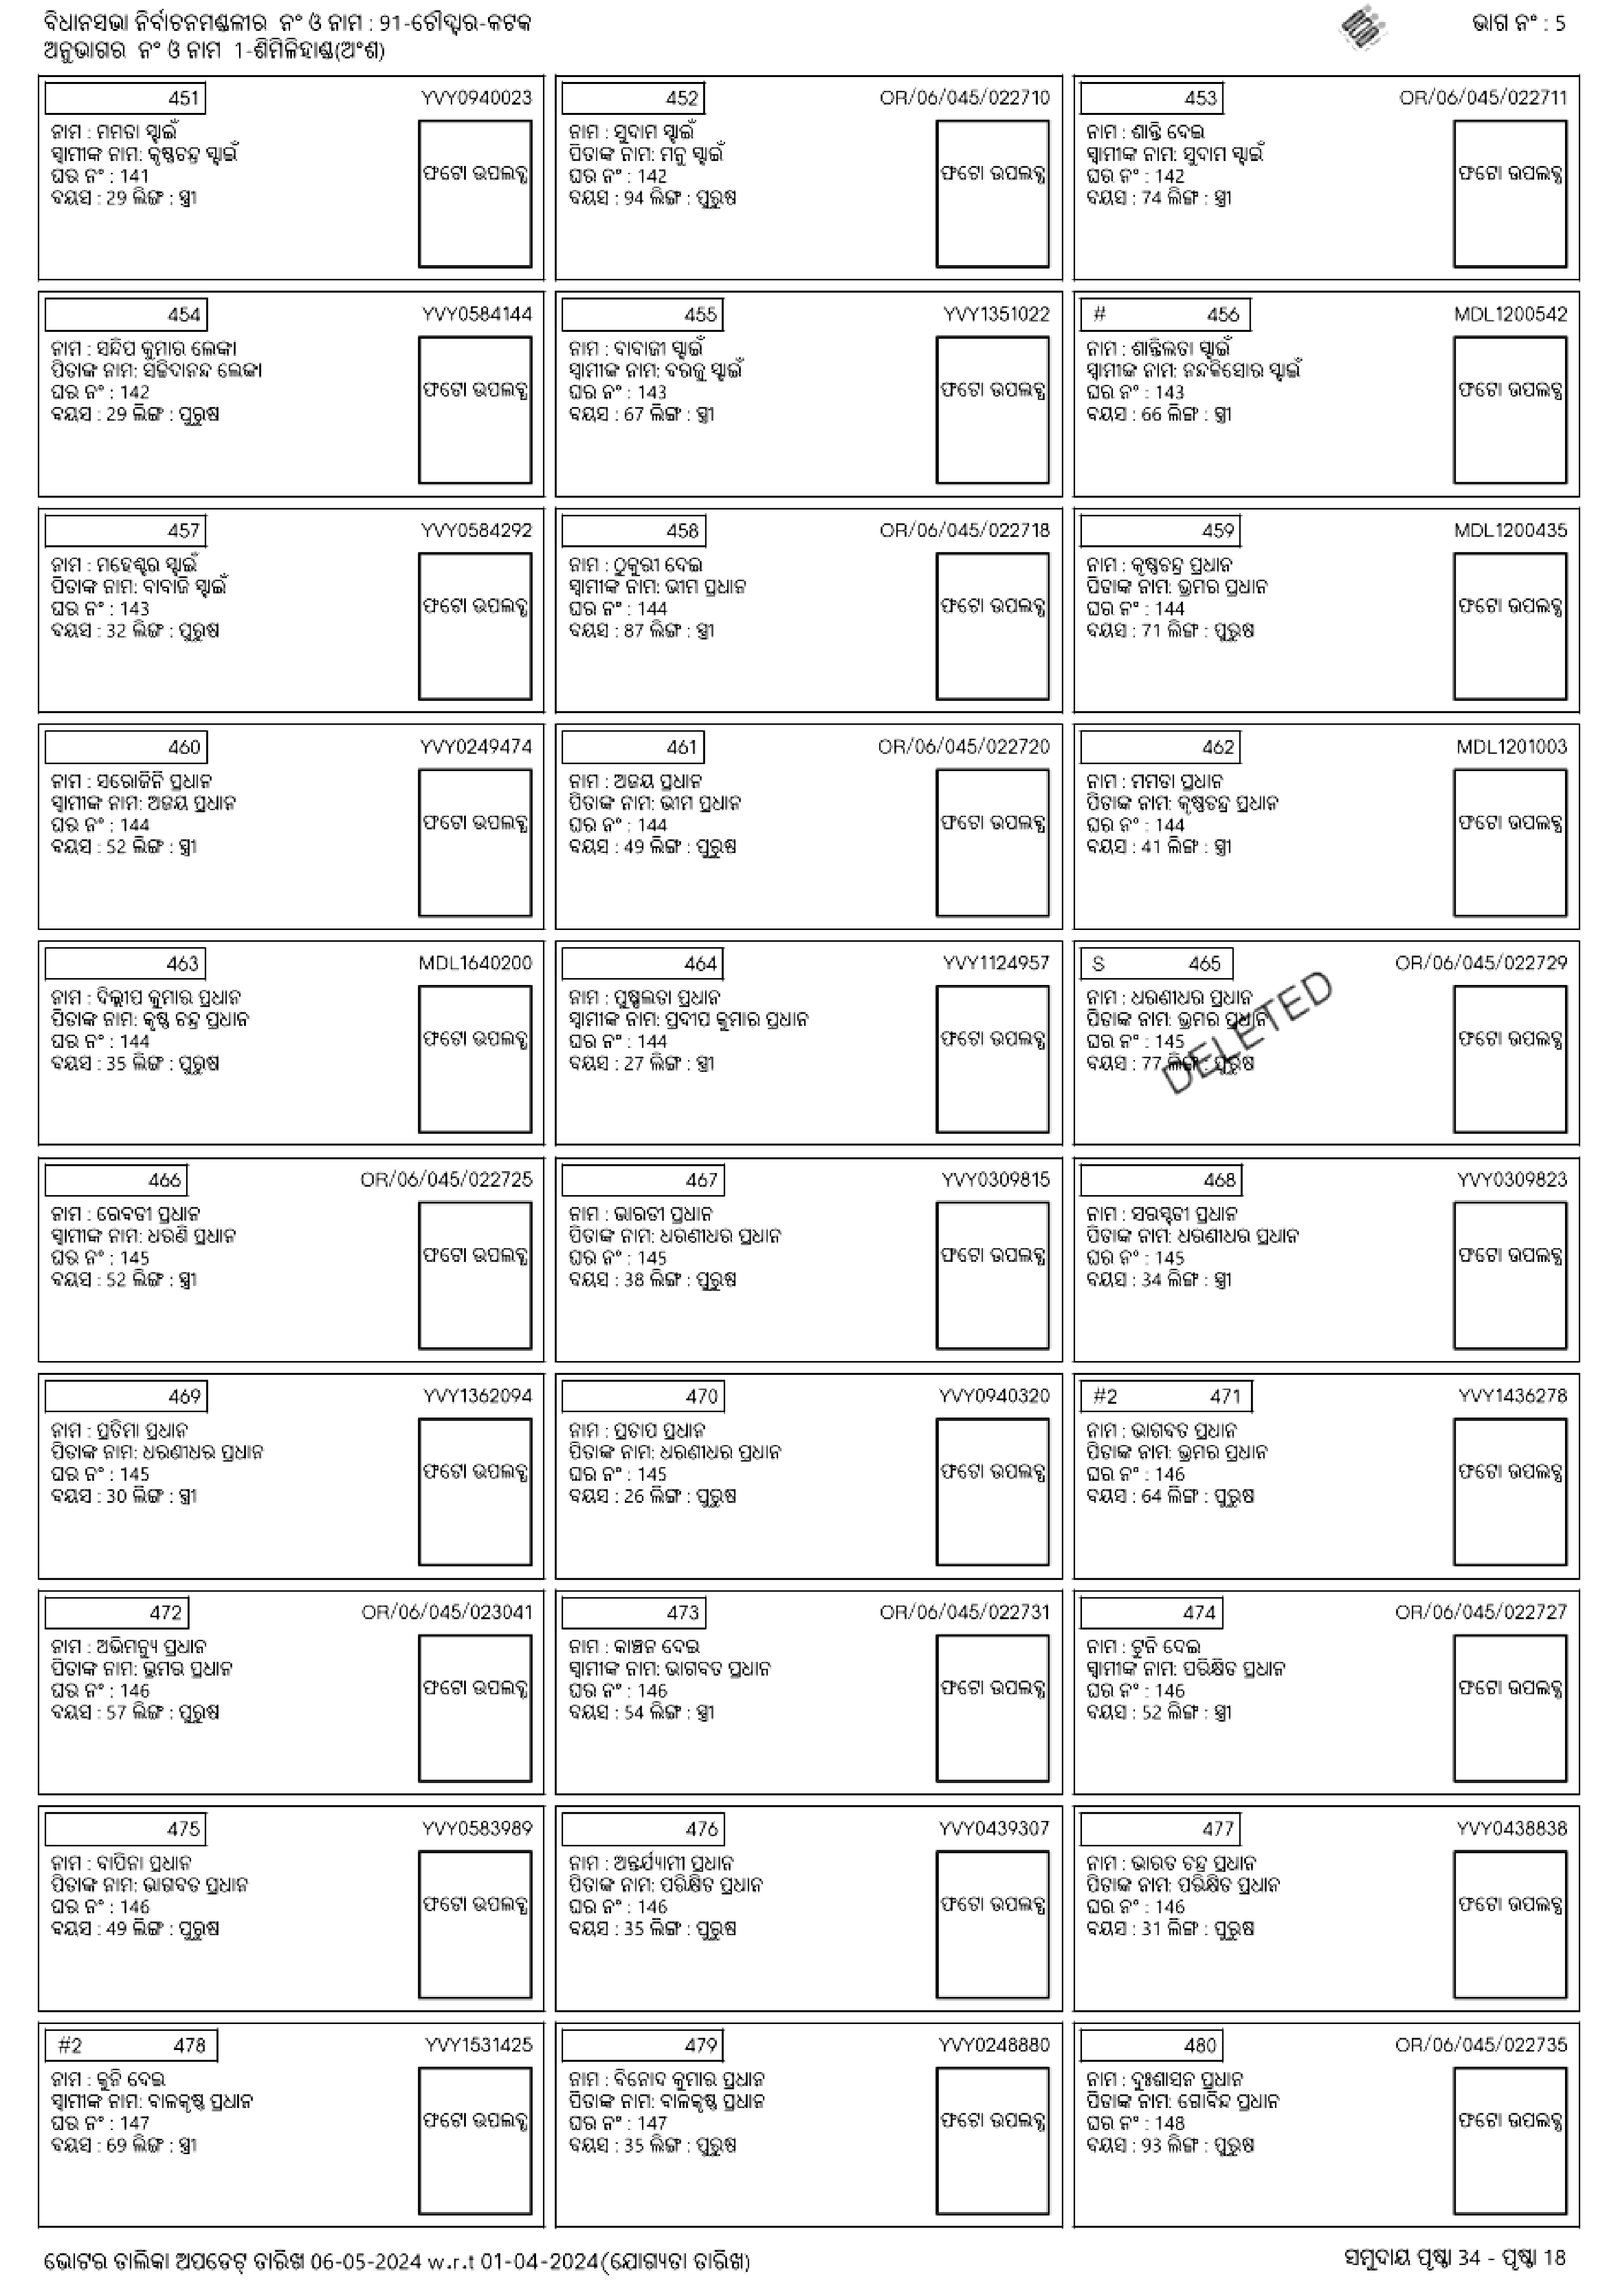 ବିଧାନସଭା ନିର୍ବାଚନମଣ୍ଡଳୀର ନଂ ଓ ନାମ : 91-ଚୌଦ୍ୱାର-କଟକ
ଅନୁଭାଗର ନଂ ଓ ନାମ 1-ଶିମିଳିହାଣ୍ଡ(ଅଂଶ)
ଭାଗ ନଂ : 5
451 YVY0940023
ନାମ : ମମତା ସ୍ବାଇଁ
ସ୍ୱାମୀଙ୍କ ନାମ: କୃଷ୍ଣଚନ୍ଦ୍ର ସ୍ବାଇଁ
ଘର ନଂ : 141
ବୟସ : 29 ଲିଙ୍ଗ : ସ୍ତ୍ରୀ
ଫଟୋ ଉପଲବ୍ଧ
452 OR/06/045/022710
ନାମ : ସୁଦାମ ସ୍ବାଇଁ
ପିତାଙ୍କ ନାମ: ମନୁ ସ୍ବାଇଁ
ଘର ନଂ : 142
ବୟସ : 94 ଲିଙ୍ଗ : ପୁରୁଷ
ଫଟୋ ଉପଲବ୍ଧ
453 OR/06/045/022711
ନାମ : ଶାନ୍ତି ଦେଇ
ସ୍ୱାମୀଙ୍କ ନାମ: ସୁଦାମ ସ୍ବାଇଁ
ଘର ନଂ : 142
ବୟସ : 74 ଲିଙ୍ଗ : ସ୍ତ୍ରୀ
ଫଟୋ ଉପଲବ୍ଧ
454 YVY0584144
ନାମ : ସନ୍ଦିପ କୁମାର ଲେଙ୍କା
ପିତାଙ୍କ ନାମ: ସଚ୍ଚିଦାନନ୍ଦ ଲେଙ୍କା
ଘର ନଂ : 142
ବୟସ : 29 ଲିଙ୍ଗ : ପୁରୁଷ
ଫଟୋ ଉପଲବ୍ଧ
455 YVY1351022
ନାମ : ବାବାଜୀ ସ୍ବାଇଁ
ସ୍ୱାମୀଙ୍କ ନାମ: ବରଜୁ ସ୍ବାଇଁ
ଘର ନଂ : 143
ବୟସ : 67 ଲିଙ୍ଗ : ସ୍ତ୍ରୀ
ଫଟୋ ଉପଲବ୍ଧ
# 456 MDL1200542
ନାମ : ଶାନ୍ତିଲତା ସ୍ବାଇଁ
ସ୍ୱାମୀଙ୍କ ନାମ: ନନ୍ଦକିସୋର ସ୍ବାଇଁ
ଘର ନଂ : 143
ବୟସ : 66 ଲିଙ୍ଗ : ସ୍ତ୍ରୀ
ଫଟୋ ଉପଲବ୍ଧ
457 YVY0584292
ନାମ : ମହେଶ୍ବର ସ୍ବାଇଁ
ପିତାଙ୍କ ନାମ: ବାବାଜି ସ୍ବାଇଁ
ଘର ନଂ : 143
ବୟସ : 32 ଲିଙ୍ଗ : ପୁରୁଷ
ଫଟୋ ଉପଲବ୍ଧ
458 OR/06/045/022718
ନାମ : ଠୁକୁରୀ ଦେଇ
ସ୍ୱାମୀଙ୍କ ନାମ: ଭୀମ ପ୍ରଧାନ
ଘର ନଂ : 144
ବୟସ : 87 ଲିଙ୍ଗ : ସ୍ତ୍ରୀ
ଫଟୋ ଉପଲବ୍ଧ
459 MDL1200435
ନାମ : କୃଷ୍ଣଚନ୍ଦ୍ର ପ୍ରଧାନ
ପିତାଙ୍କ ନାମ: ଭ୍ରମର ପ୍ରଧାନ
ଘର ନଂ : 144
ବୟସ : 71 ଲିଙ୍ଗ : ପୁରୁଷ
ଫଟୋ ଉପଲବ୍ଧ
460 YVY0249474
ନାମ : ସରୋଜିନି ପ୍ରଧାନ
ସ୍ୱାମୀଙ୍କ ନାମ: ଅଜୟ ପ୍ରଧାନ
ଘର ନଂ : 144
ବୟସ : 52 ଲିଙ୍ଗ : ସ୍ତ୍ରୀ
ଫଟୋ ଉପଲବ୍ଧ
461 OR/06/045/022720
ନାମ : ଅଜୟ ପ୍ରଧାନ
ପିତାଙ୍କ ନାମ: ଭୀମ ପ୍ରଧାନ
ଘର ନଂ : 144
ବୟସ : 49 ଲିଙ୍ଗ : ପୁରୁଷ
ଫଟୋ ଉପଲବ୍ଧ
462 MDL1201003
ନାମ : ମମତା ପ୍ରଧାନ
ପିତାଙ୍କ ନାମ: କୃଷ୍ଣଚନ୍ଦ୍ର ପ୍ରଧାନ
ଘର ନଂ : 144
ବୟସ : 41 ଲିଙ୍ଗ : ସ୍ତ୍ରୀ
ଫଟୋ ଉପଲବ୍ଧ
463 MDL1640200
ନାମ : ଦିଲ୍ଲୀପ କୁମାର ପ୍ରଧାନ
ପିତାଙ୍କ ନାମ: କୃଷ୍ଣ ଚନ୍ଦ୍ର ପ୍ରଧାନ
ଘର ନଂ : 144
ବୟସ : 35 ଲିଙ୍ଗ : ପୁରୁଷ
ଫଟୋ ଉପଲବ୍ଧ
464 YVY1124957
ନାମ : ପୁଷ୍ପଲତା ପ୍ରଧାନ
ସ୍ୱାମୀଙ୍କ ନାମ: ପ୍ରଦୀପ କୁମାର ପ୍ରଧାନ
ଘର ନଂ : 144
ବୟସ : 27 ଲିଙ୍ଗ : ସ୍ତ୍ରୀ
ଫଟୋ ଉପଲବ୍ଧ
S 465 OR/06/045/022729
ନାମ : ଧରଣୀଧର ପ୍ରଧାନ
ପିତାଙ୍କ ନାମ: ଭ୍ରମର ପ୍ରଧାନ
ଘର ନଂ : 145
ବୟସ : 77 ଲିଙ୍ଗ : ପୁରୁଷ
DELETED
ଫଟୋ ଉପଲବ୍ଧ
466 OR/06/045/022725
ନାମ : ରେବତୀ ପ୍ରଧାନ
ସ୍ୱାମୀଙ୍କ ନାମ: ଧରଣି ପ୍ରଧାନ
ଘର ନଂ : 145
ବୟସ : 52 ଲିଙ୍ଗ : ସ୍ତ୍ରୀ
ଫଟୋ ଉପଲବ୍ଧ
467 YVY0309815
ନାମ : ଭାରତୀ ପ୍ରଧାନ
ପିତାଙ୍କ ନାମ: ଧରଣୀଧର ପ୍ରଧାନ
ଘର ନଂ : 145
ବୟସ : 38 ଲିଙ୍ଗ : ପୁରୁଷ
ଫଟୋ ଉପଲବ୍ଧ
468 YVY0309823
ନାମ : ସରସ୍ବତୀ ପ୍ରଧାନ
ପିତାଙ୍କ ନାମ: ଧରଣୀଧର ପ୍ରଧାନ
ଘର ନଂ : 145
ବୟସ : 34 ଲିଙ୍ଗ : ସ୍ତ୍ରୀ
ଫଟୋ ଉପଲବ୍ଧ
469 YVY1362094
ନାମ : ପ୍ରତିମା ପ୍ରଧାନ
ପିତାଙ୍କ ନାମ: ଧରଣୀଧର ପ୍ରଧାନ
ଘର ନଂ : 145
ବୟସ : 30 ଲିଙ୍ଗ : ସ୍ତ୍ରୀ
ଫଟୋ ଉପଲବ୍ଧ
470 YVY0940320
ନାମ : ପ୍ରତାପ ପ୍ରଧାନ
ପିତାଙ୍କ ନାମ: ଧରଣୀଧର ପ୍ରଧାନ
ଘର ନଂ : 145
ବୟସ : 26 ଲିଙ୍ଗ : ପୁରୁଷ
ଫଟୋ ଉପଲବ୍ଧ
#2 471 YVY1436278
ନାମ : ଭାଗବତ ପ୍ରଧାନ
ପିତାଙ୍କ ନାମ: ଭ୍ରମର ପ୍ରଧାନ
ଘର ନଂ : 146
ବୟସ : 64 ଲିଙ୍ଗ : ପୁରୁଷ
ଫଟୋ ଉପଲବ୍ଧ
472 OR/06/045/023041
ନାମ : ଅଭିମନ୍ୟୁ ପ୍ରଧାନ
ପିତାଙ୍କ ନାମ: ଭ୍ରୁମର ପ୍ରଧାନ
ଘର ନଂ : 146
ବୟସ : 57 ଲିଙ୍ଗ : ପୁରୁଷ
ଫଟୋ ଉପଲବ୍ଧ
473 OR/06/045/022731
ନାମ : କାଞ୍ଚନ ଦେଇ
ସ୍ୱାମୀଙ୍କ ନାମ: ଭାଗବତ ପ୍ରଧାନ
ଘର ନଂ : 146
ବୟସ : 54 ଲିଙ୍ଗ : ସ୍ତ୍ରୀ
ଫଟୋ ଉପଲବ୍ଧ
474 OR/06/045/022727
ନାମ : ଟୁନି ଦେଇ
ସ୍ୱାମୀଙ୍କ ନାମ: ପରିକ୍ଷିତ ପ୍ରଧାନ
ଘର ନଂ : 146
ବୟସ : 52 ଲିଙ୍ଗ : ସ୍ତ୍ରୀ
ଫଟୋ ଉପଲବ୍ଧ
475 YVY0583989
ନାମ : ବାପିନା ପ୍ରଧାନ
ପିତାଙ୍କ ନାମ: ଭାଗବତ ପ୍ରଧାନ
ଘର ନଂ : 146
ବୟସ : 49 ଲିଙ୍ଗ : ପୁରୁଷ
ଫଟୋ ଉପଲବ୍ଧ
476 YVY0439307
ନାମ : ଅନ୍ତର୍ଯ୍ୟାମୀ ପ୍ରଧାନ
ପିତାଙ୍କ ନାମ: ପରିକ୍ଷିତ ପ୍ରଧାନ
ଘର ନଂ : 146
ବୟସ : 35 ଲିଙ୍ଗ : ପୁରୁଷ
ଫଟୋ ଉପଲବ୍ଧ
477 YVY0438838
ନାମ : ଭାରତ ଚନ୍ଦ୍ର ପ୍ରଧାନ
ପିତାଙ୍କ ନାମ: ପରିକ୍ଷିତ ପ୍ରଧାନ
ଘର ନଂ : 146
ବୟସ : 31 ଲିଙ୍ଗ : ପୁରୁଷ
ଫଟୋ ଉପଲବ୍ଧ
#2 478 YVY1531425
ନାମ : କୁନି ଦେଇ
ସ୍ୱାମୀଙ୍କ ନାମ: ବାଳକୃଷ୍ଣ ପ୍ରଧାନ
ଘର ନଂ : 147
ବୟସ : 69 ଲିଙ୍ଗ : ସ୍ତ୍ରୀ
ଫଟୋ ଉପଲବ୍ଧ
479 YVY0248880
ନାମ : ବିନୋଦ କୁମାର ପ୍ରଧାନ
ପିତାଙ୍କ ନାମ: ବାଳକୃଷ୍ଣ ପ୍ରଧାନ
ଘର ନଂ : 147
ବୟସ : 35 ଲିଙ୍ଗ : ପୁରୁଷ
ଫଟୋ ଉପଲବ୍ଧ
480 OR/06/045/022735
ନାମ : ଦୁଃଶାସନ ପ୍ରଧାନ
ପିତାଙ୍କ ନାମ: ଗୋବିନ୍ଦ ପ୍ରଧାନ
ଘର ନଂ : 148
ବୟସ : 93 ଲିଙ୍ଗ : ପୁରୁଷ
ଫଟୋ ଉପଲବ୍ଧ
ଭୋଟର ତାଲିକା ଅପଡେଟ୍ ତାରିଖ 06-05-2024 w.r.t 01-04-2024(ଯୋଗ୍ୟତା ତାରିଖ)
ସମୁଦାୟ ପୃଷ୍ଠା 34 - ପୃଷ୍ଠା 18